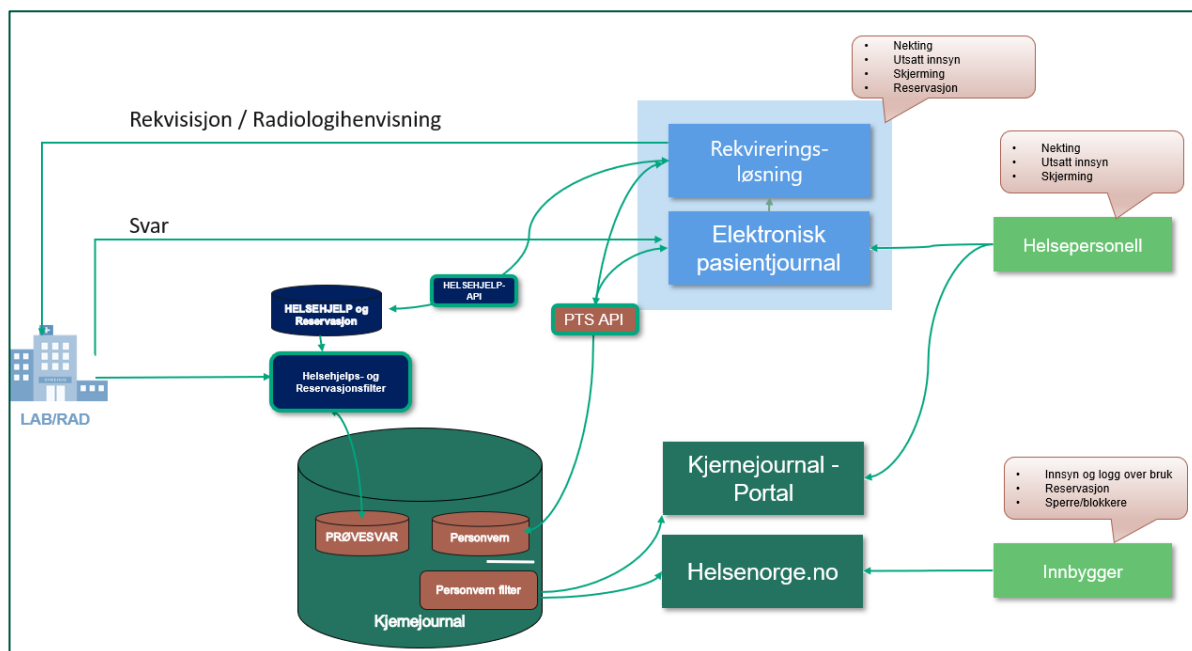 Nekting
Utsatt innsyn
Skjerming
Reservasjon
Rekvisisjon / Radiologihenvisning
Rekvirerings-
løsning
Nekting
Utsatt innsyn
Skjerming
Svar
Elektronisk
pasientjournal
Helsepersonell
HELSEHJELP-
API
HELSEHJELP og
Reservasjon
PTS API
Helsehjelps- og
Reservasjonsfilter
LAB/RAD
Kjernejournal -
Portal
Innsyn og logg over bruk
Reservasjon
Sperre/blokkere
PRØVESVAR
Personvern
Helsenorge.no
Innbygger
Personvern filter
Kjernejournal